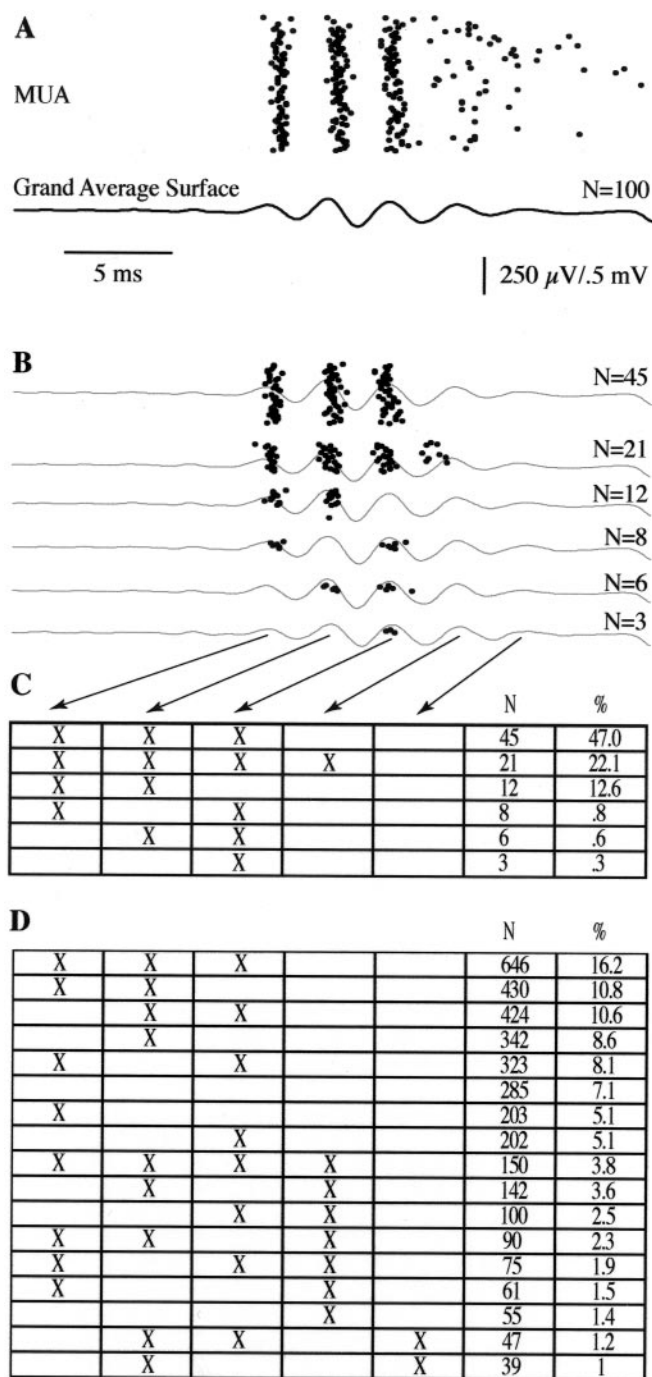 A
MUA
Grand Average Surface N=100
5 ms 250 μV/.5 mV
B
N=45
N=21
N=12
N=8
N=6
N=3
C
N %
X X X 45 47.0
X X X X 21 22.1
X X 12 12.6
X X 8 .8
X X 6 .6
X 3 .3
D
N %
X X X 646 16.2
X X 430 10.8
X X 424 10.6
X 342 8.6
X X 323 8.1
285 7.1
X 203 5.1
X 202 5.1
X X X X 150 3.8
X X 142 3.6
X X 100 2.5
X X X 90 2.3
X X X 75 1.9
X X 61 1.5
X 55 1.4
X X X 47 1.2
X X 39 1